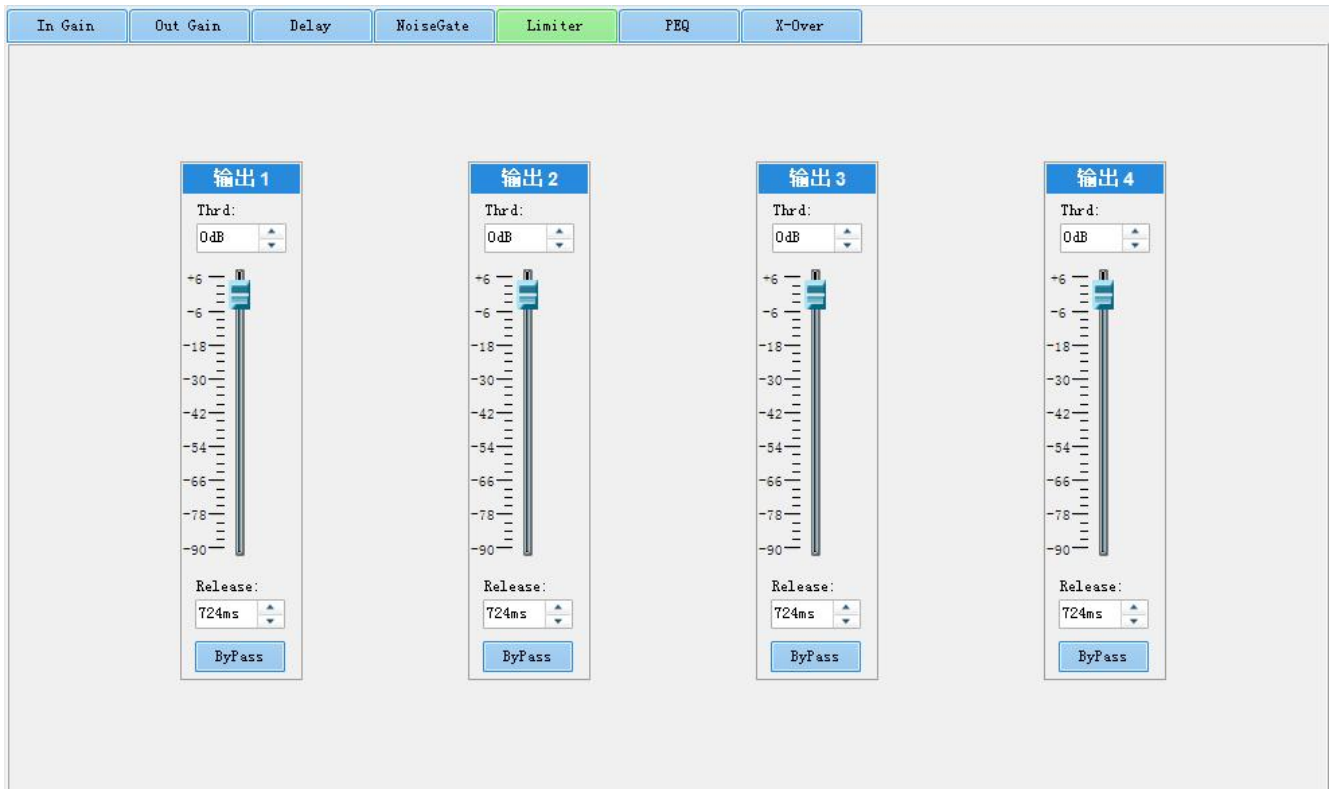 In Gain Out Gain Delay NoiseGate Limiter PEQ X-Over
输出 1 输出 2 输出 3 输出 4
Thrd: Thrd: Thrd: Thrd:
0dB 0dB 0dB 0dB
+6 +6 +6 +6
-6 -6 -6 -6
-18 -18 -18 -18
-30 -30 -30 -30
-42 -42 -42 -42
-54 -54 -54 -54
-66 -66 -66 -66
-78 -78 -78 -78
-90 -90 -90 -90
Release: Release: Release: Release:
724ms 724ms 724ms 724ms
ByPass ByPass ByPass ByPass